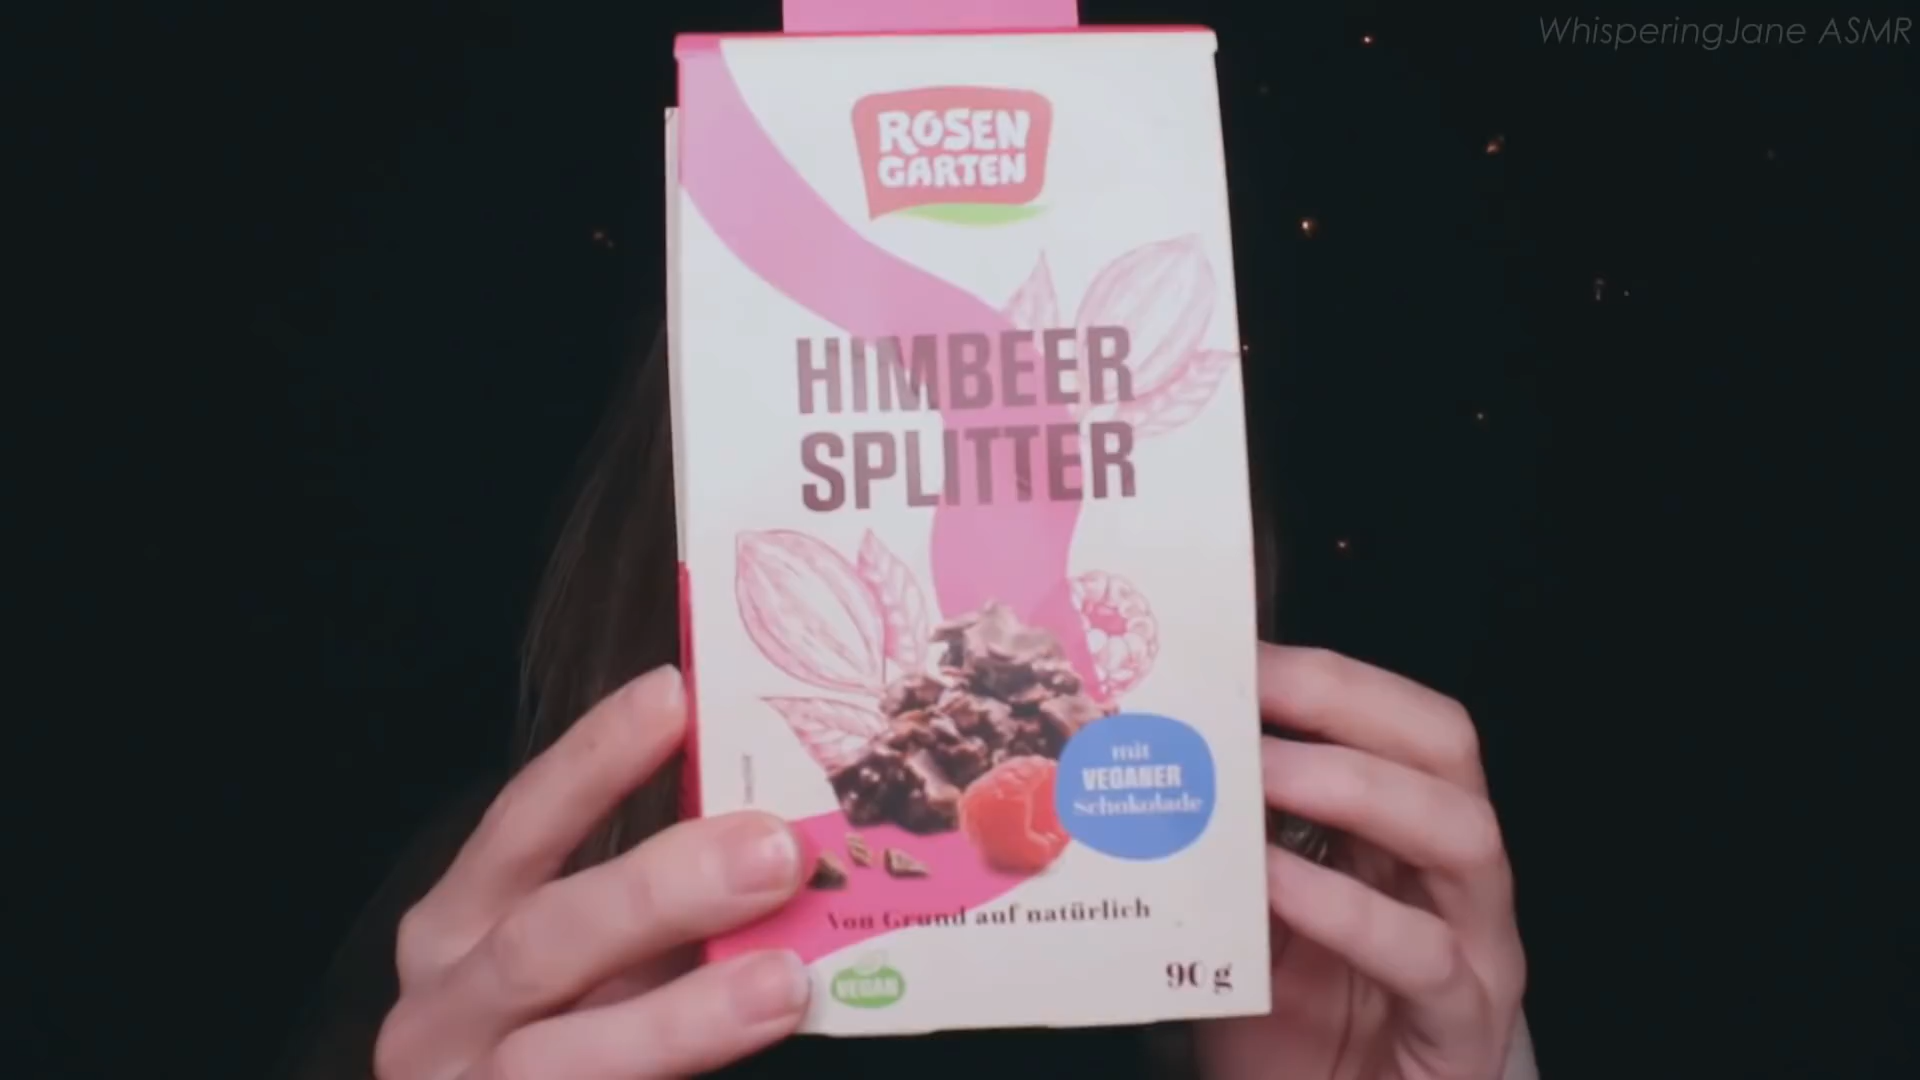 WhisperingJane ASMR
ROSEN
GARTEN
HIMBEER
SPLITTER
mit
VEGANER
Schokolade
Von Grund auf natürlich
VEGAN
90 g